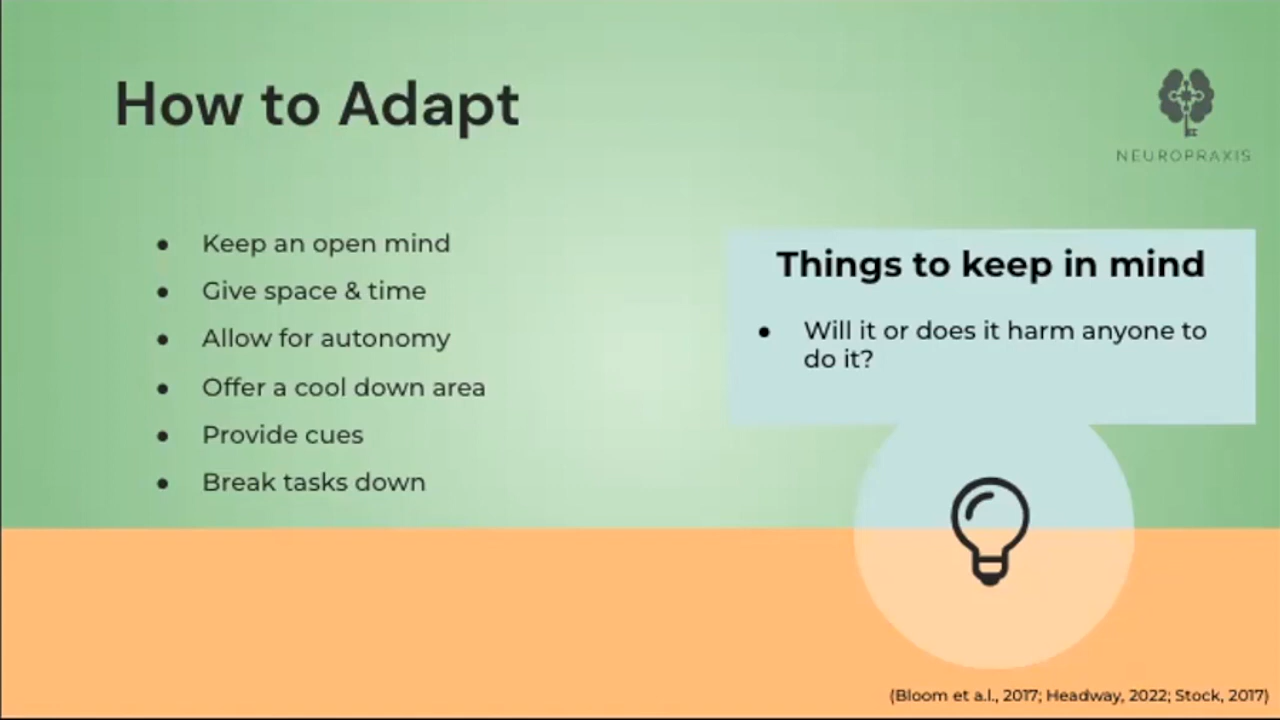 How to Adapt
NEUROPRAXIS
● Keep an open mind
● Give space & time
● Allow for autonomy
● Offer a cool down area
● Provide cues
● Break tasks down
Things to keep in mind
● Will it or does it harm anyone to
do it?
(Bloom et a.l., 2017; Headway, 2022; Stock, 2017)